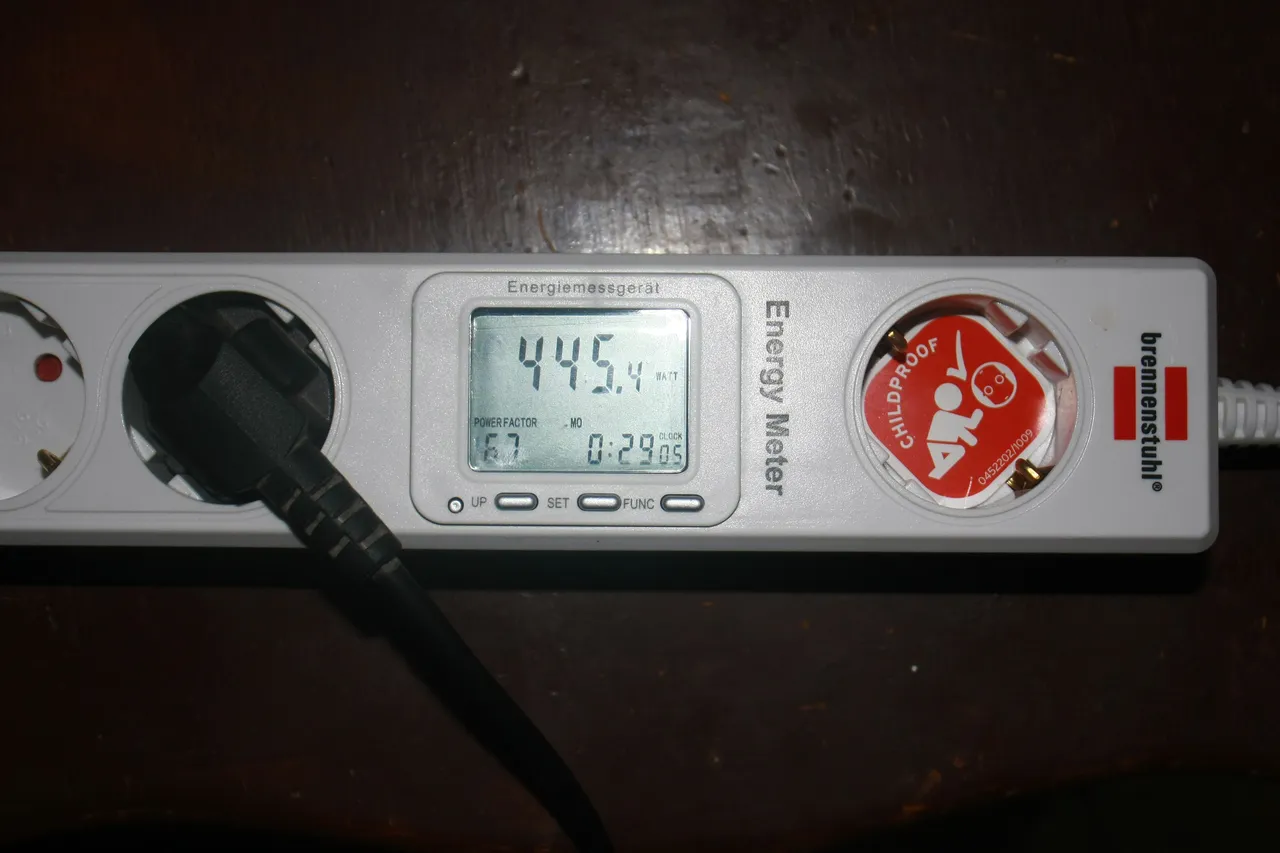 Energiemessgerät
445.4 WATT
POWER FACTOR MO
67 0:29 05 CLOCK
UP SET FUNC
Energy Meter
CHILDPROOF
0452202/1009
brennenstuhl®